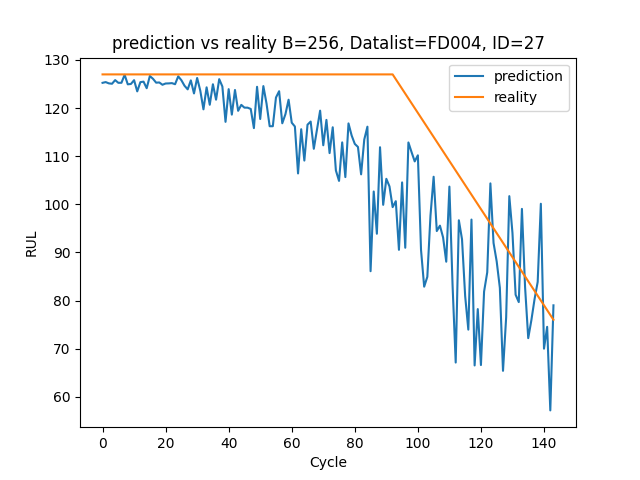 prediction vs reality B=256, Datalist=FD004, ID=27
prediction
reality
RUL
130
120
110
100
90
80
70
60
0 20 40 60 80 100 120 140
Cycle